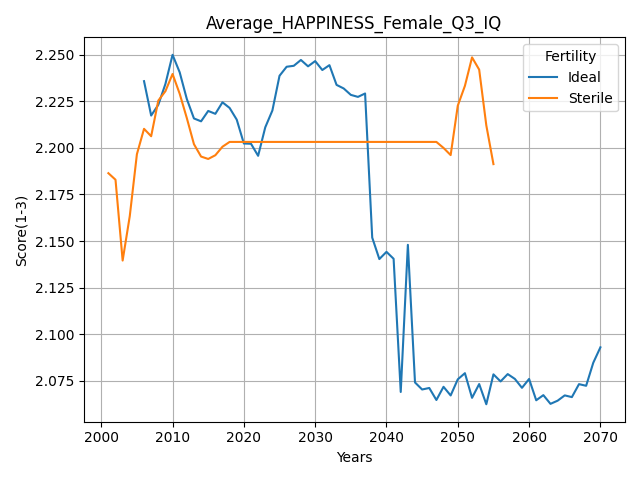 Average_HAPPINESS_Female_Q3_IQ
Fertility
Ideal
Sterile
Score(1-3)
2.250
2.225
2.200
2.175
2.150
2.125
2.100
2.075
2000 2010 2020 2030 2040 2050 2060 2070
Years